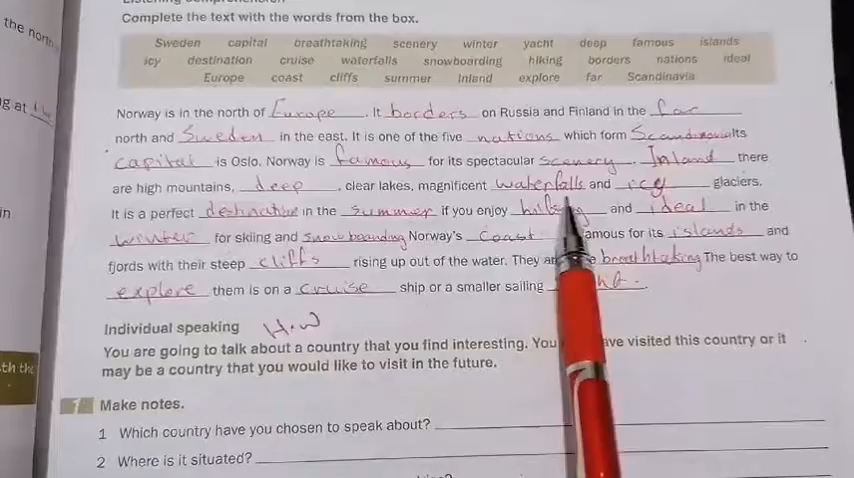 the north
Complete the text with the words from the box.
Sweden capital breathtaking scenery winter yacht deep famous islands
icy destination cruise waterfalls snowboarding hiking borders nations ideal
Europe coast cliffs summer Inland explore far Scandinavia
g at
Norway is in the north of Europe. It borders on Russia and Finland in the far
north and Sweden in the east. It is one of the five nations which form Scandinavia Its
capital is Oslo. Norway is famous for its spectacular scenery. Inland there
are high mountains, deep, clear lakes, magnificent waterfalls and icy glaciers.
in
It is a perfect in the summer if you enjoy and ideal in the
winter for skiing and snowboarding Norway's coast famous for its islands and
fjords with their steep cliffs rising up out of the water. They are breathtaking The best way to
explore them is on a cruise ship or a smaller sailing
Individual speaking H.W
You are going to talk about a country that you find interesting. You have visited this country or it
may be a country that you would like to visit in the future.
th the
1 Make notes.
1 Which country have you chosen to speak about?
2 Where is it situated?